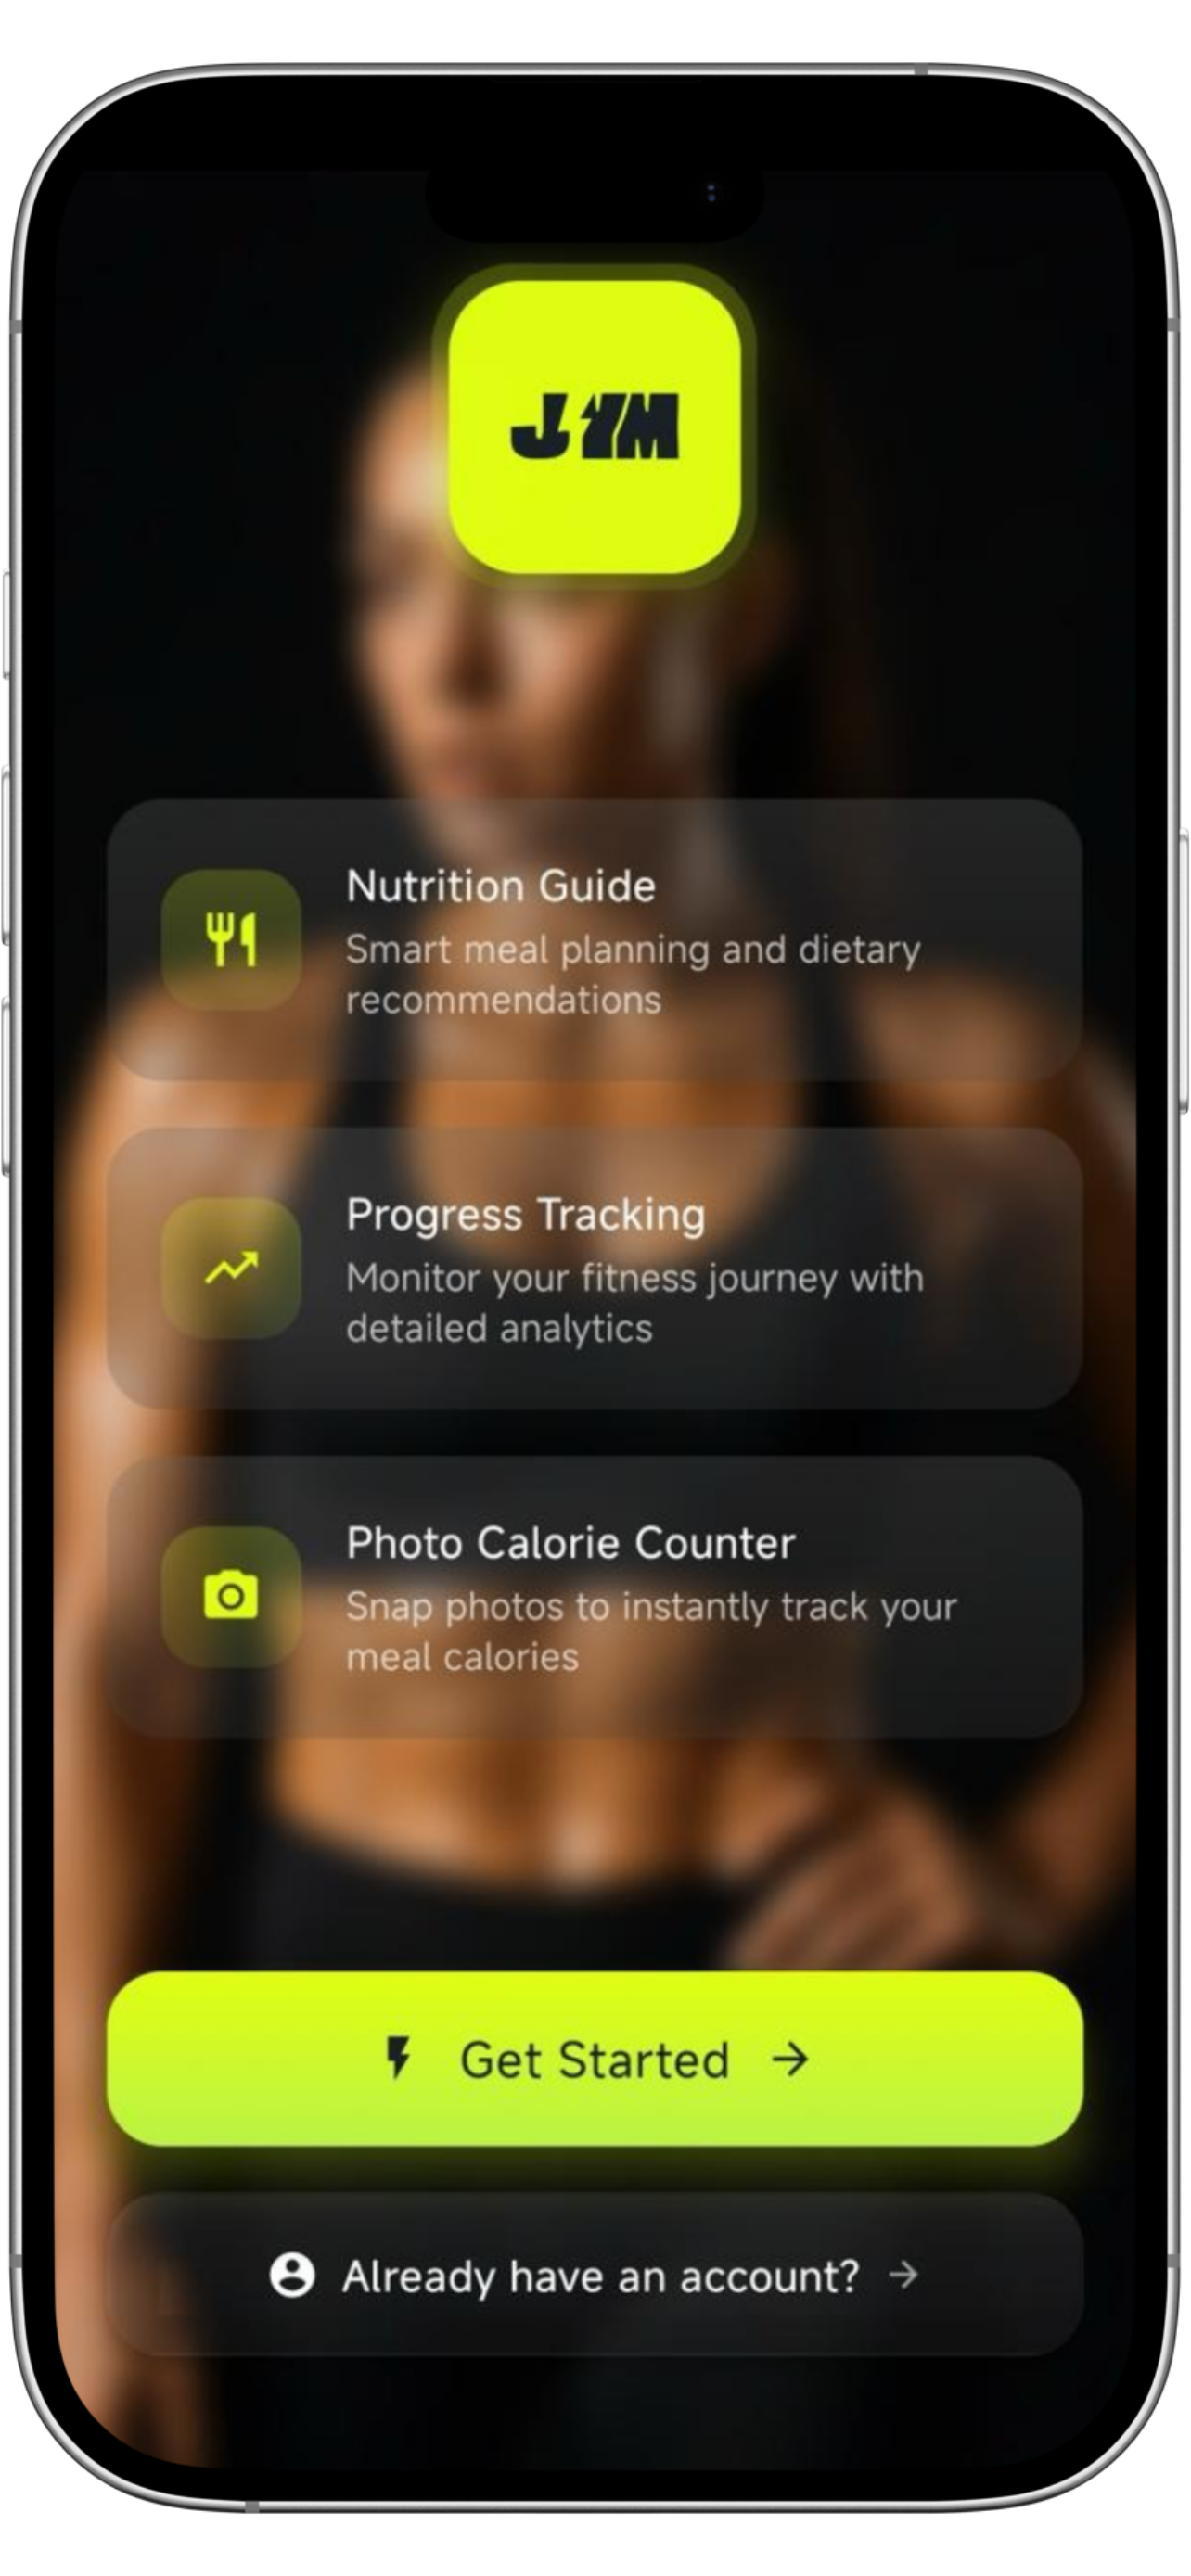 JYM
Nutrition Guide
Smart meal planning and dietary
recommendations
Progress Tracking
Monitor your fitness journey with
detailed analytics
Photo Calorie Counter
Snap photos to instantly track your
meal calories
Get Started →
Already have an account? →